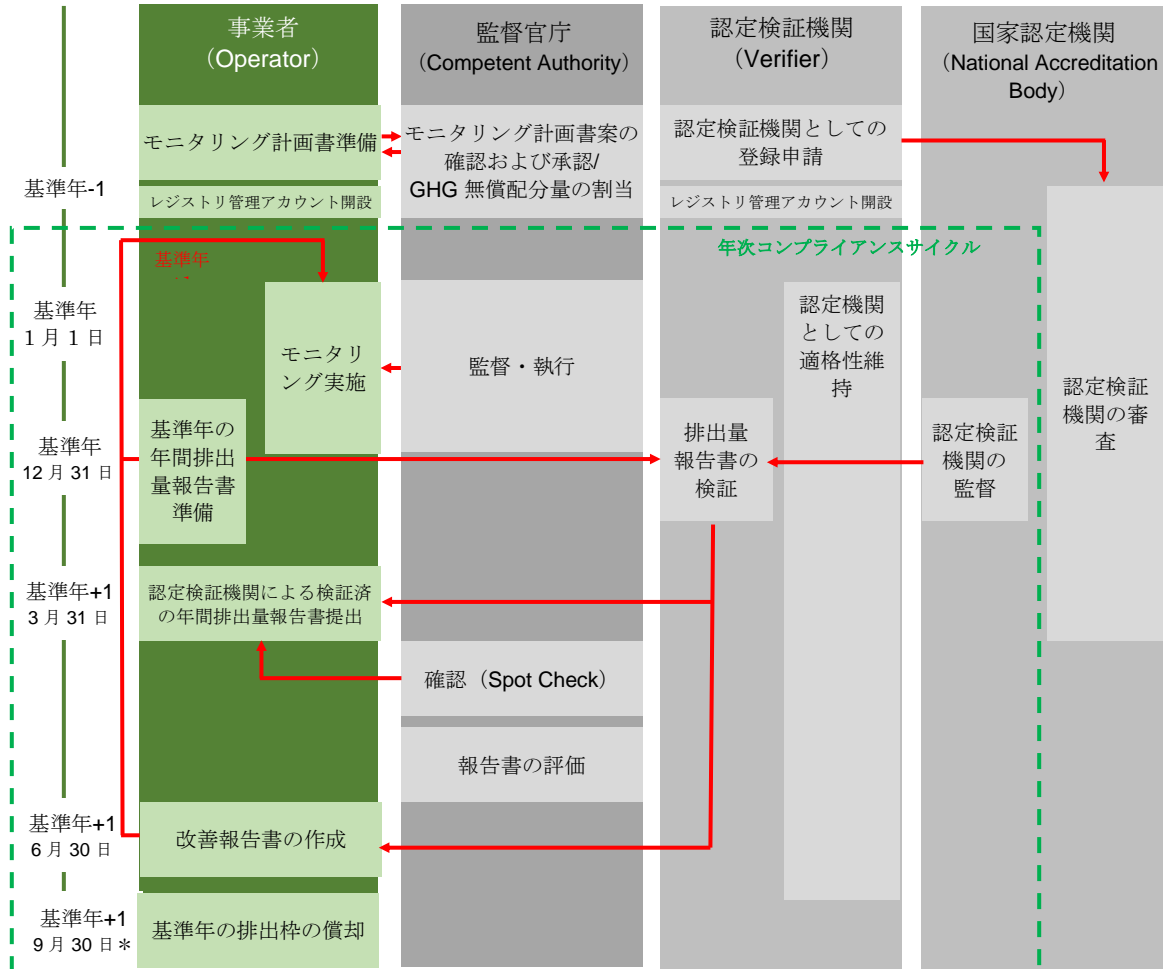 事業者
(Operator)
監督官庁
(Competent Authority)
認定検証機関
(Verifier)
国家認定機関
(National Accreditation
Body)
基準年-1
モニタリング計画書準備
モニタリング計画書案の
確認および承認/
GHG 無償配分量の割当
認定検証機関としての
登録申請
レジストリ管理アカウント開設
レジストリ管理アカウント開設
年次コンプライアンスサイクル
基準年
基準年
1 月 1 日
モニタリ
ング実施
監督・執行
認定機関
としての
適格性維
持
認定検証
機関の審
査
基準年
12 月 31 日
基準年の
年間排出
量報告書
準備
排出量
報告書の
検証
認定検証
機関の
監督
基準年+1
3 月 31 日
認定検証機関による検証済
の年間排出量報告書提出
確認（Spot Check）
報告書の評価
基準年+1
6 月 30 日
改善報告書の作成
基準年+1
9 月 30 日＊
基準年の排出枠の償却